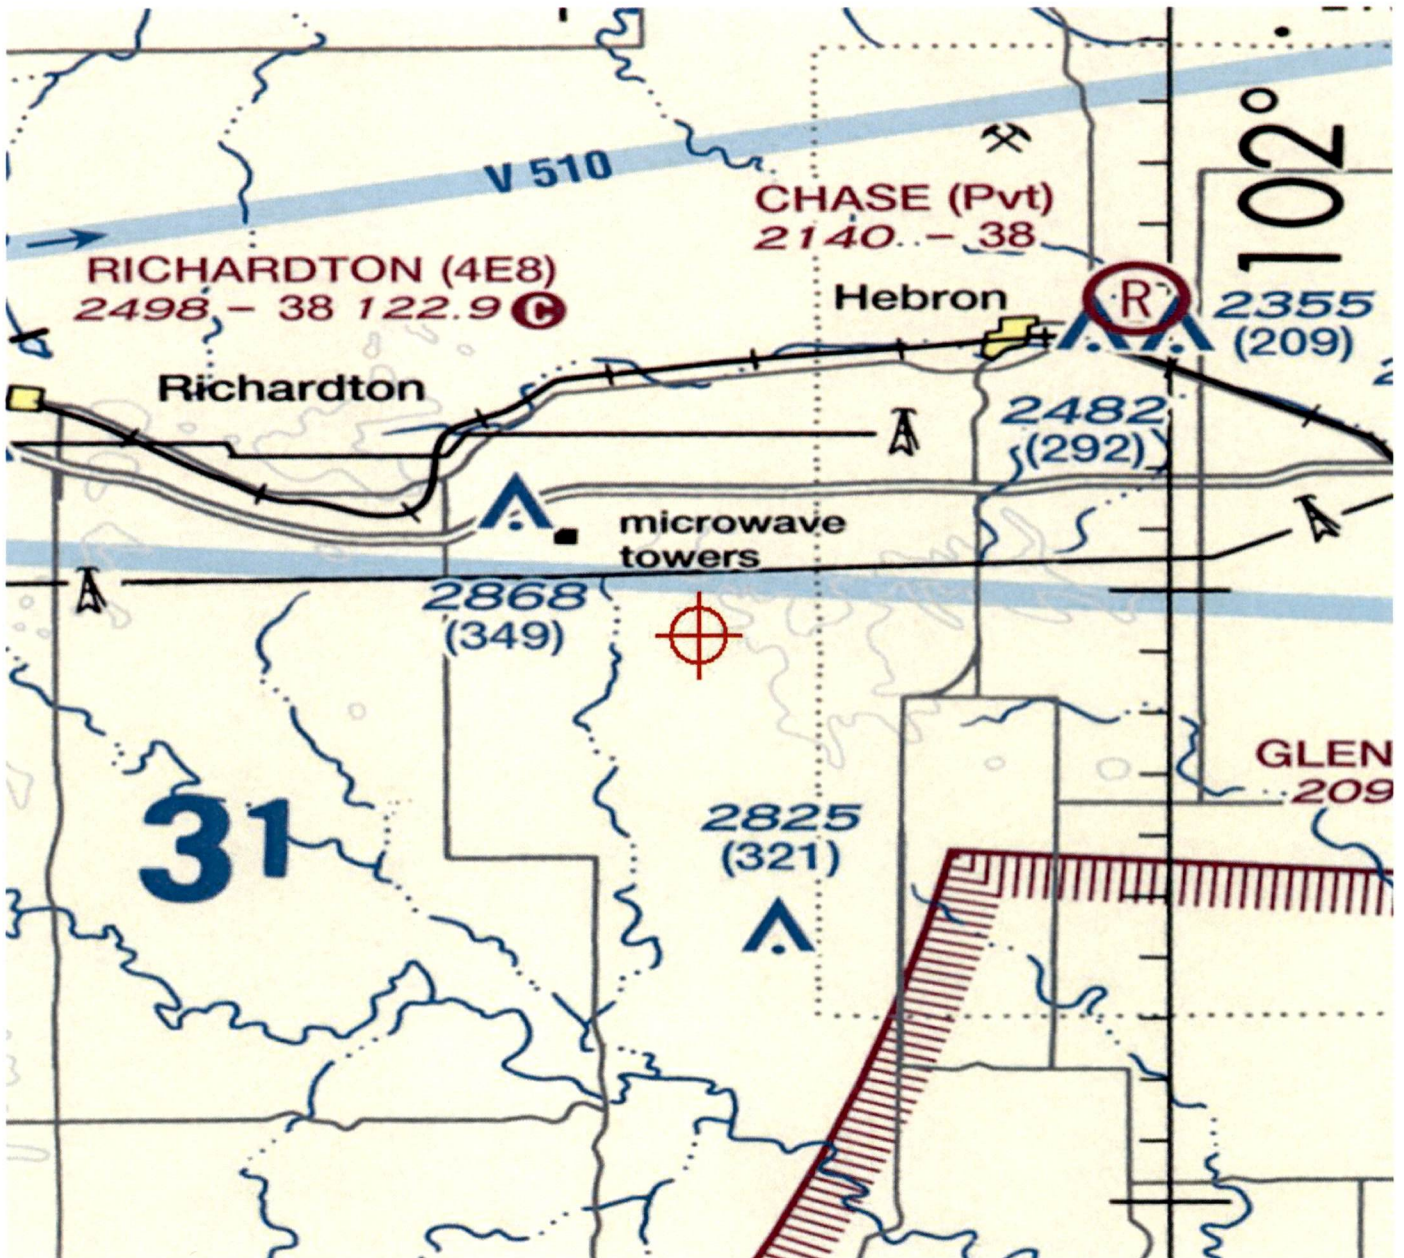 V 510
102°
CHASE (Pvt)
2140 - 38
RICHARDTON (4E8)
2498 - 38 122.9 C
Hebron
R
2355
(209)
Richardton
2482
(292)
microwave
towers
2868
(349)
31
2825
(321)
GLEN
209